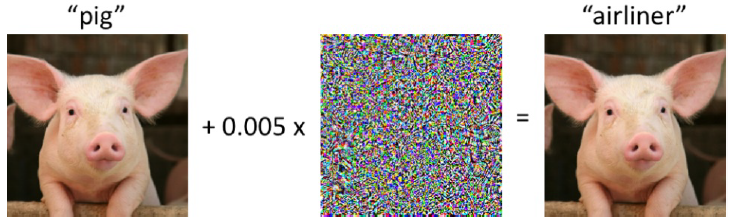 “pig”
“airliner”
+ 0.005 x
=